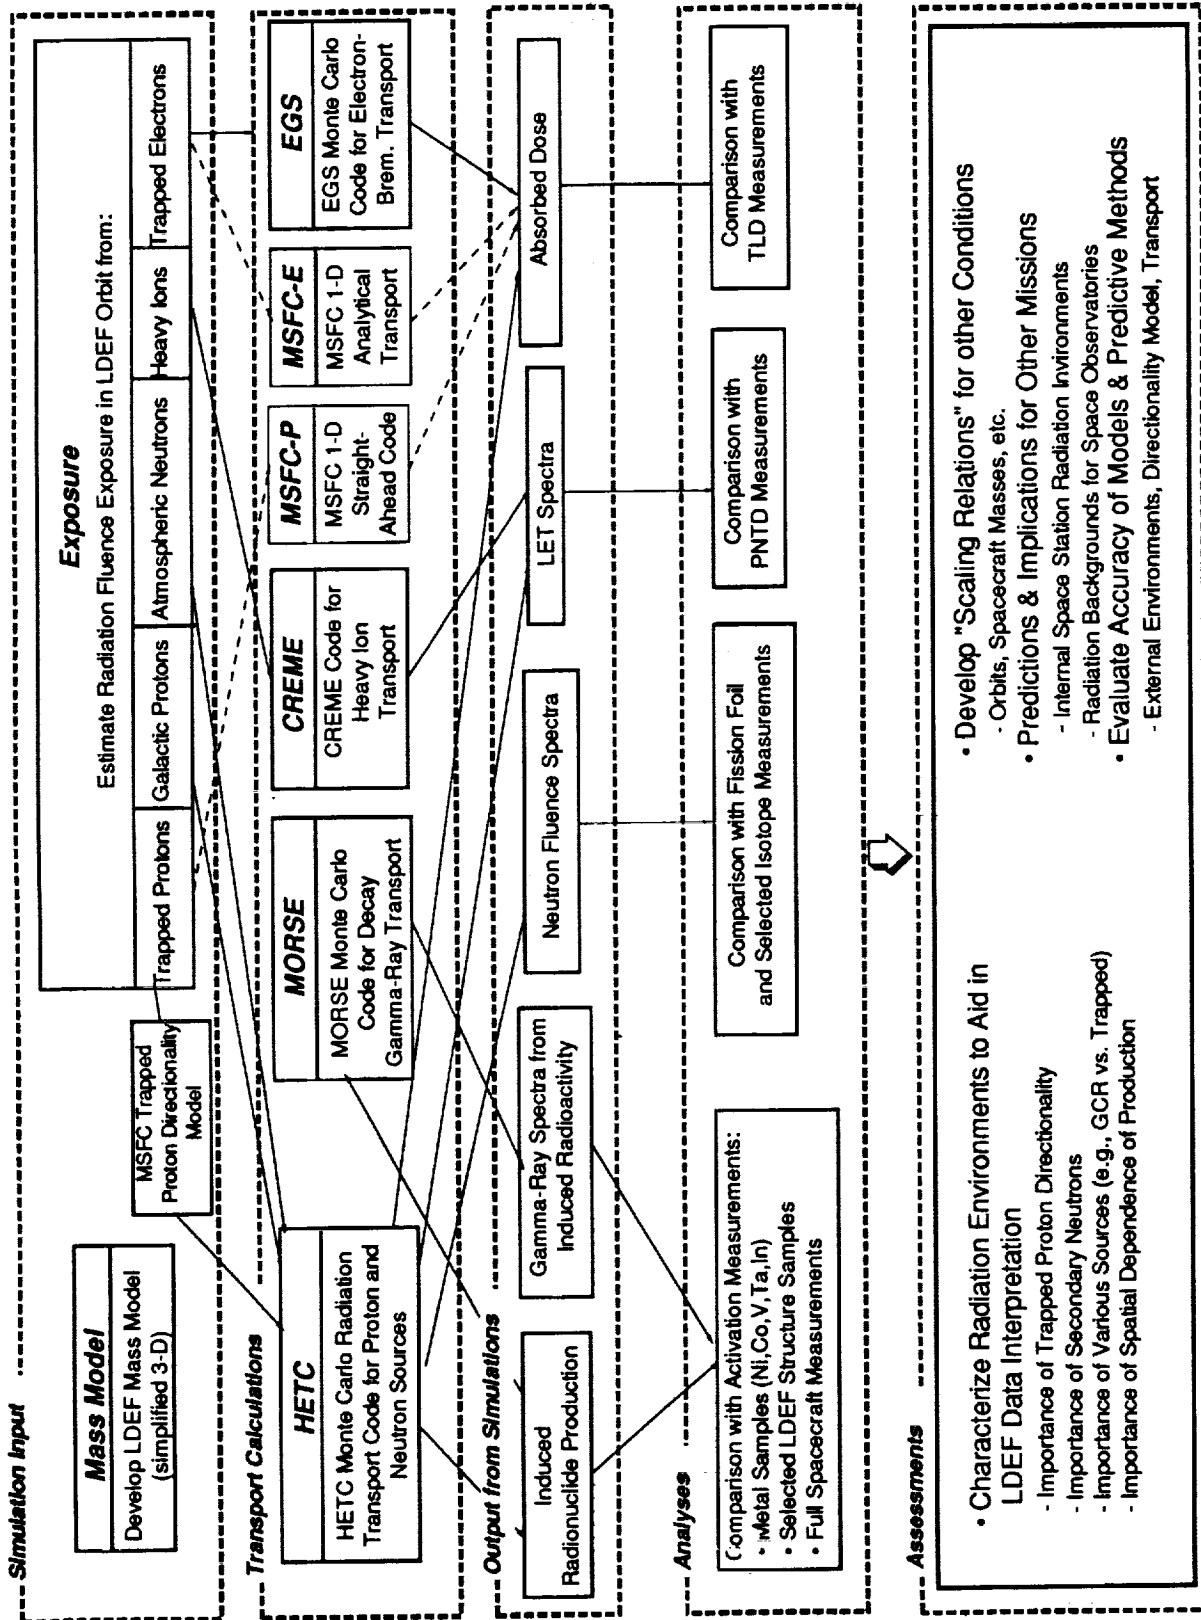 Simulation Input
Mass Model
Develop LDEF Mass Model
(simplified 3-D)
MSFC Trapped
Proton Directionality
Model
Exposure
Estimate Radiation Fluence Exposure in LDEF Orbit from:
Trapped Protons
Galactic Protons
Atmospheric Neutrons
Heavy Ions
Trapped Electrons
Transport Calculations
HETC
HETC Monte Carlo Radiation
Transport Code for Proton and
Neutron Sources
MORSE
MORSE Monte Carlo
Code for Decay
Gamma-Ray Transport
CREME
CREME Code for
Heavy Ion
Transport
MSFC-P
MSFC 1-D
Straight-
Ahead Code
MSFC-E
MSFC 1-D
Analytical
Transport
EGS
EGS Monte Carlo
Code for Electron-
Brem. Transport
Output from Simulations
Induced
Radionuclide Production
Gamma-Ray Spectra from
Induced Radioactivity
Neutron Fluence Spectra
LET Spectra
Absorbed Dose
Analyses
Comparison with Activation Measurements:
• Metal Samples (Ni,Co,V,Ta,In)
• Selected LDEF Structure Samples
• Full Spacecraft Measurements
Comparison with Fission Foil
and Selected Isotope Measurements
Comparison with
PNTD Measurements
Comparison with
TLD Measurements
Assessments
• Characterize Radiation Environments to Aid in
LDEF Data Interpretation
- Importance of Trapped Proton Directionality
- Importance of Secondary Neutrons
- Importance of Various Sources (e.g., GCR vs. Trapped)
- Importance of Spatial Dependence of Production
• Develop "Scaling Relations" for other Conditions
- Orbits, Spacecraft Masses, etc.
• Predictions & Implications for Other Missions
- Internal Space Station Radiation Invironments
- Radiation Backgrounds for Space Observatories
• Evaluate Accuracy of Models & Predictive Methods
- External Environments, Directionality Model, Transport